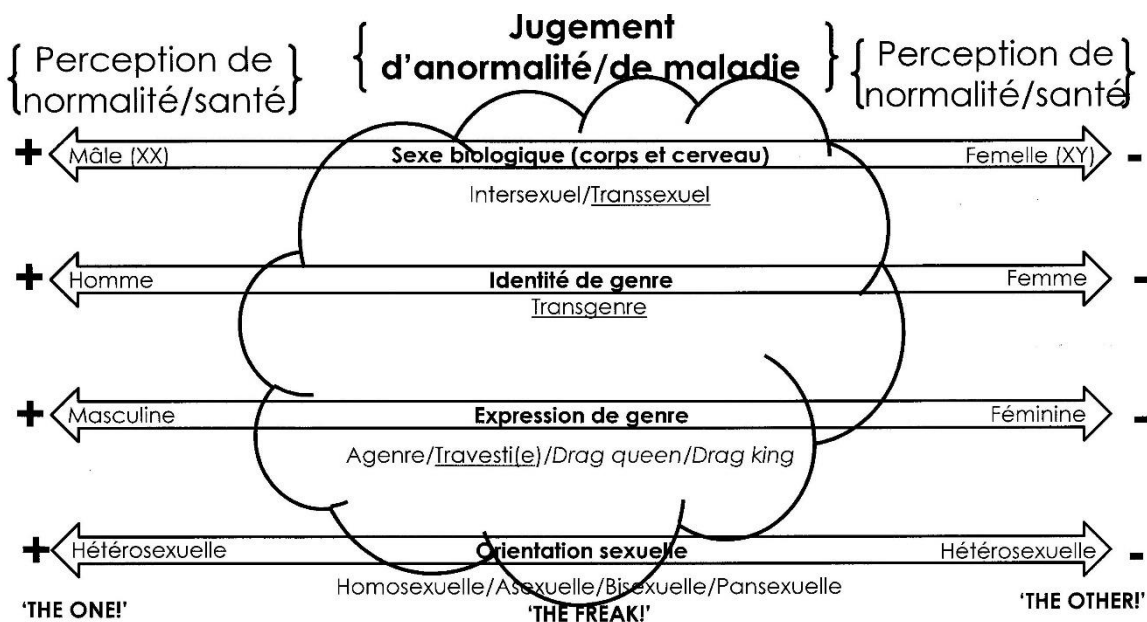 Perception de
normalité/santé
Jugement
d'anormalité/de maladie
Perception de
normalité/santé
+ Mâle (XX) Sexe biologique (corps et cerveau) Femelle (XY) -
Intersexuel/Transsexuel
+ Homme Identité de genre Femme -
Transgenre
+ Masculine Expression de genre Féminine -
Agenre/Travesti(e)/Drag queen/Drag king
+ Hétérosexuelle Orientation sexuelle Hétérosexuelle -
Homosexuelle/Asexuelle/Bisexuelle/Pansexuelle
'THE ONE!' 'THE FREAK!' 'THE OTHER!'